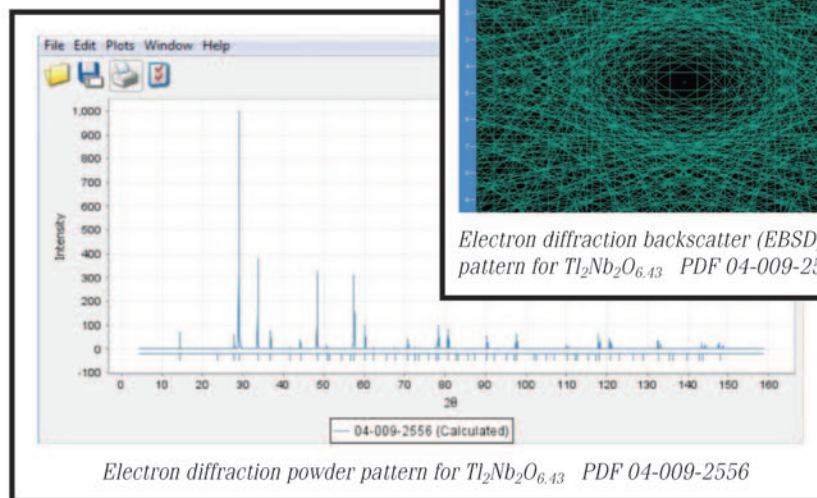 Electron diffraction backscatter (EBSD)
pattern for Tl₂Nb₂O₆.₄₃ PDF 04-009-25
File Edit Plots Window Help
1,000
900
800
700
600
500
400
300
200
100
0
-100
Intensity
0 10 20 30 40 50 60 70 80 90 100 110 120 130 140 150 160
2θ
04-009-2556 (Calculated)
Electron diffraction powder pattern for Tl₂Nb₂O₆.₄₃ PDF 04-009-2556